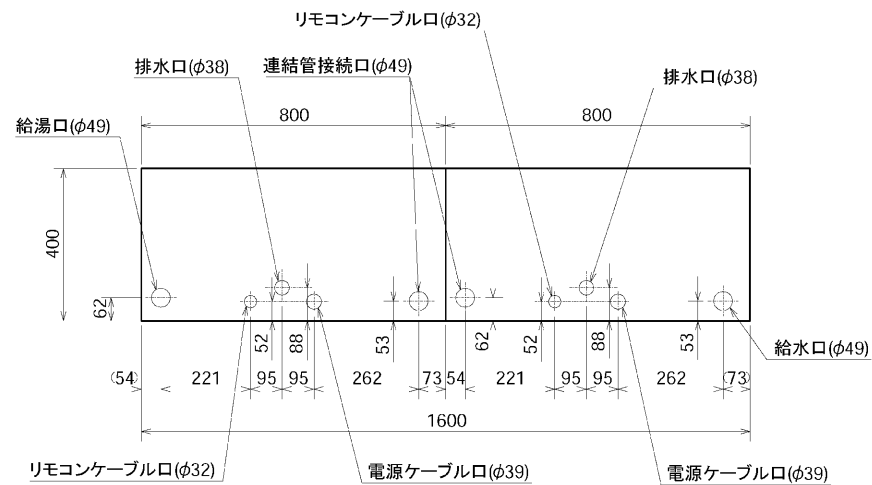 リモコンケーブル口(φ32)
排水口(φ38)
連結管接続口(φ49)
排水口(φ38)
給湯口(φ49)
800
800
400
62
52
88
53
62
52
88
53
給水口(φ49)
(54)
221
95
95
262
73
54
221
95
95
262
(73)
1600
リモコンケーブル口(φ32)
電源ケーブル口(φ39)
電源ケーブル口(φ39)